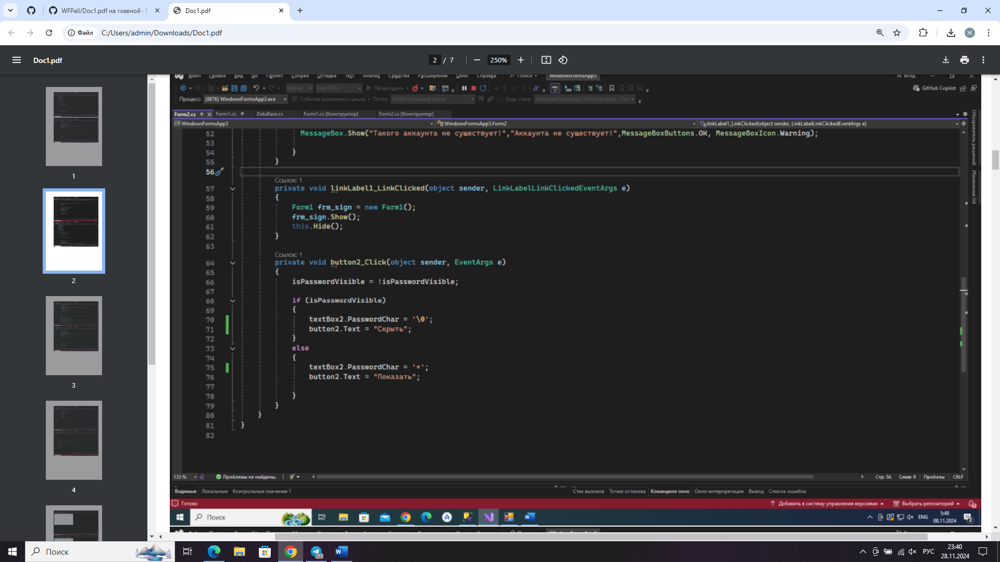 WFPall/Doc1.pdf на главной · E
Doc1.pdf
Файл
C:/Users/admin/Downloads/Doc1.pdf
Ж
Doc1.pdf
2 / 7
250%
1
2
3
4
Файл Правка Вид Git Проект Сборка Отладка Тест Анализ Средства Расширения Окно Справка Поиск WindowsFormsApp3 Вход
Debug Any CPU Продолжить GitHub Copilot
Процесс: [8876] WindowsFormsApp3.exe События жизненного цикла Поток: [8560] Основной поток Кадр стека: WindowsFormsApp3.Form2.button1_Clic
Form2.cs Form1.cs DataBase.cs Form1.cs [Конструктор] Form2.cs [Конструктор]
WindowsFormsApp3 WindowsFormsApp3.Form2 linkLabel1_LinkClicked(object sender, LinkLabelLinkClickedEventArgs e)
Обозреватель решений
Изменения Git
52 MessageBox.Show("Такого аккаунта не существует!","Аккаунта не существует!",MessageBoxButtons.OK, MessageBoxIcon.Warning);
53
54 }
55 }
56
Ссылок: 1
57 private void linkLabel1_LinkClicked(object sender, LinkLabelLinkClickedEventArgs e)
58 {
59 Form1 frm_sign = new Form1();
60 frm_sign.Show();
61 this.Hide();
62 }
63
Ссылок: 1
64 private void button2_Click(object sender, EventArgs e)
65 {
66 isPasswordVisible = !isPasswordVisible;
67
68 if (isPasswordVisible)
69 {
70 textBox2.PasswordChar = '\0';
71 button2.Text = "Скрыть";
72 }
73 else
74 {
75 textBox2.PasswordChar = '*';
76 button2.Text = "Показать";
77
78 }
79 }
80 }
81 }
82
133 % Проблемы не найдены. Стр: 56 Симв: 9 Пробелы CRLF
Видимые Локальные Контрольные значения 1 Стек вызовов Точки останова Командное окно Окно интерпретации Вывод Список ошибок
Готово Добавить в систему управления версиями Выбрать репозиторий 1
Поиск ENG 5:48
08.11.2024 2
Поиск 71 РУС 23:40
28.11.2024